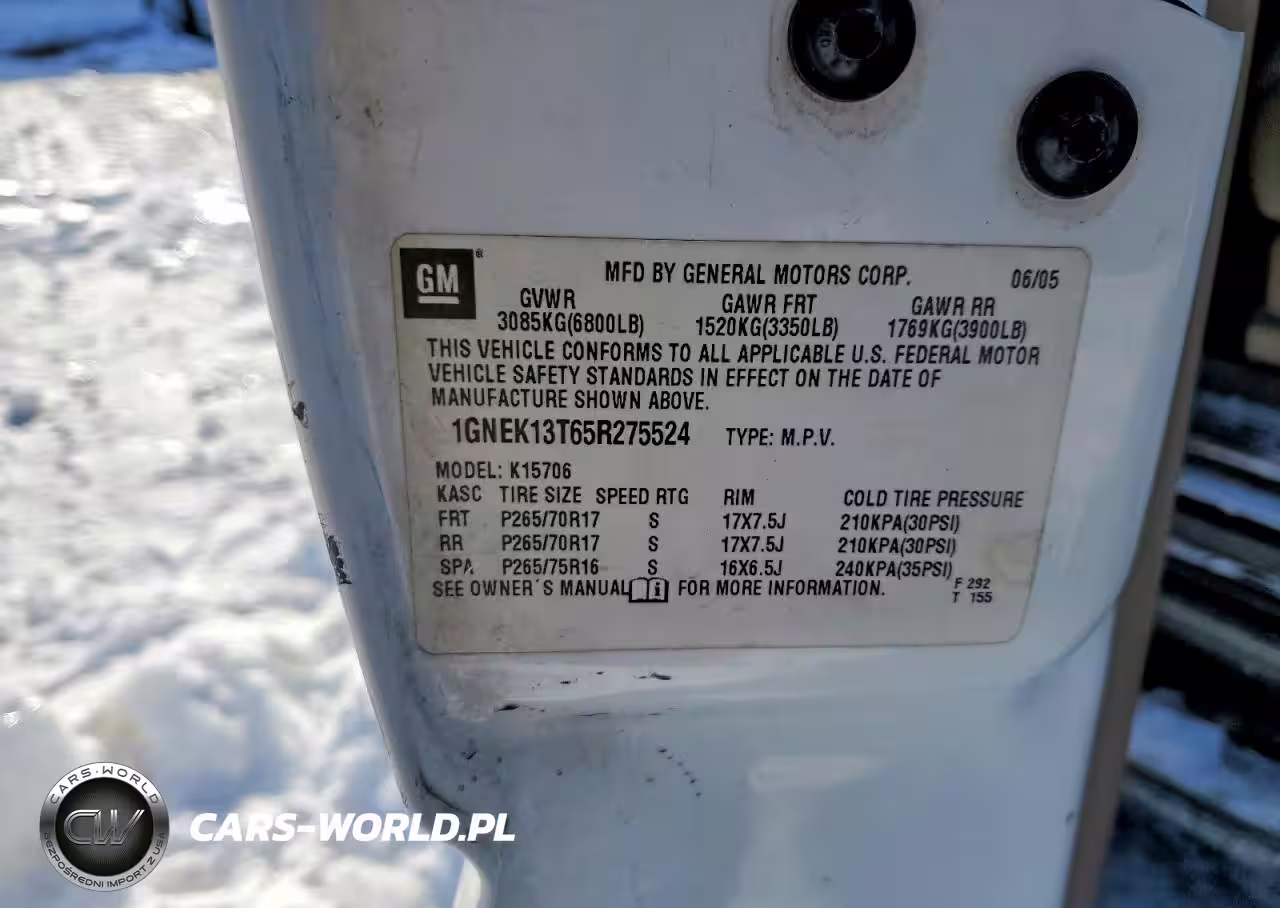 GM®
MFD BY GENERAL MOTORS CORP. 06/05
GVWR GAWR FRT GAWR RR
3085KG(6800LB) 1520KG(3350LB) 1769KG(3900LB)
THIS VEHICLE CONFORMS TO ALL APPLICABLE U.S. FEDERAL MOTOR
VEHICLE SAFETY STANDARDS IN EFFECT ON THE DATE OF
MANUFACTURE SHOWN ABOVE.
1GNEK13T65R275524 TYPE: M.P.V.
MODEL: K15706
KASC TIRE SIZE SPEED RTG RIM COLD TIRE PRESSURE
FRT P265/70R17 S 17X7.5J 210KPA(30PSI)
RR P265/70R17 S 17X7.5J 210KPA(30PSI)
SPA P265/75R16 S 16X6.5J 240KPA(35PSI)
SEE OWNER´S MANUAL i FOR MORE INFORMATION.
F 292
T 155
CARS-WORLD
CW
BEZPOŚREDNI IMPORT Z USA
CARS-WORLD.PL